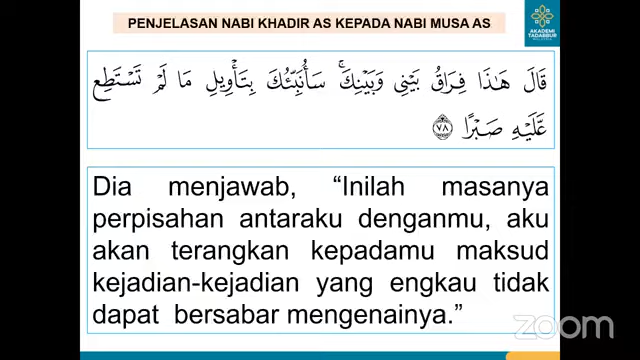 PENJELASAN NABI KHADIR AS KEPADA NABI MUSA AS
AKADEMI
TADABBUR
MALAYSIA
قَالَ هَٰذَا فِرَاقُ بَيْنِى وَبَيْنِكَ ۚ سَأُنَبِّئُكَ بِتَأْوِيلِ مَا لَمْ تَسْتَطِع
عَّلَيْهِ صَبْرًا ﴿٧٨﴾
Dia menjawab, “Inilah masanya
perpisahan antaraku denganmu, aku
akan terangkan kepadamu maksud
kejadian-kejadian yang engkau tidak
dapat bersabar mengenainya.”
zoom